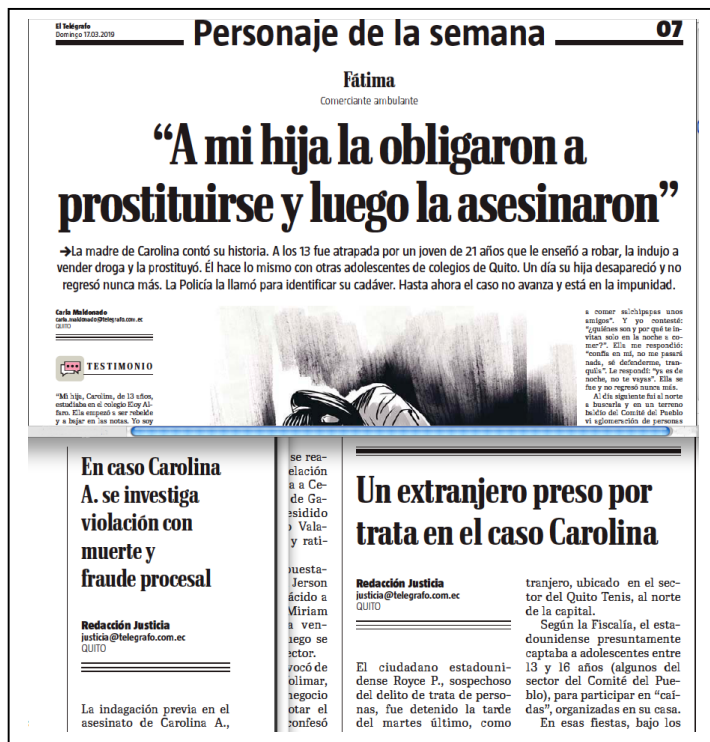 El Telégrafo
Domingo 17.03.2019
Personaje de la semana
07
Fátima
Comerciante ambulante
“A mi hija la obligaron a
prostituirse y luego la asesinaron”
→La madre de Carolina contó su historia. A los 13 fue atrapada por un joven de 21 años que le enseñó a robar, la indujo a
vender droga y la prostituyó. Él hace lo mismo con otras adolescentes de colegios de Quito. Un día su hija desapareció y no
regresó nunca más. La Policía la llamó para identificar su cadáver. Hasta ahora el caso no avanza y está en la impunidad.
Carla Maldonado
carla.maldonado@telegrafo.com.ec
QUITO
TESTIMONIO
“Mi hija, Carolina, de 13 años,
estudiaba en el colegio Eloy Al-
faro. Ella empezó a ser rebelde
y a bajar en las notas. Yo soy
a comer salchipapas unos
amigos”. Y yo contesté:
“¿quiénes son y por qué te in-
vitan solo en la noche a co-
mer?”. Ella me respondió:
“confía en mí, no me pasará
nada, sé defenderme, tran-
quila”. Le respondí: “ya es de
noche, no te vayas”. Ella se
fue y no regresó nunca más.
Al día siguiente fui al norte
a buscarla y en un terreno
baldío del Comité del Pueblo
vi aglomeración de personas
En caso Carolina
A. se investiga
violación con
muerte y
fraude procesal
Redacción Justicia
justicia@telegrafo.com.ec
QUITO
La indagación previa en el
asesinato de Carolina A.,
se rea-
elación
a a Ce-
de Ga-
esidido
Vala-
y rati-
puesta-
Jerson
ácido a
Miriam
a ven-
uego se
ector.
vocó de
olimar,
negocio
otar el
confesó
Un extranjero preso por
trata en el caso Carolina
Redacción Justicia
justicia@telegrafo.com.ec
QUITO
El ciudadano estadouni-
dense Royce P., sospechoso
del delito de trata de perso-
nas, fue detenido la tarde
del martes último, como
tranjero, ubicado en el sec-
tor del Quito Tenis, al norte
de la capital.
Según la Fiscalía, el esta-
dounidense presuntamente
captaba a adolescentes entre
13 y 16 años (algunos del
sector del Comité del Pue-
blo), para participar en “caí-
das”, organizadas en su casa.
En esas fiestas, bajo los